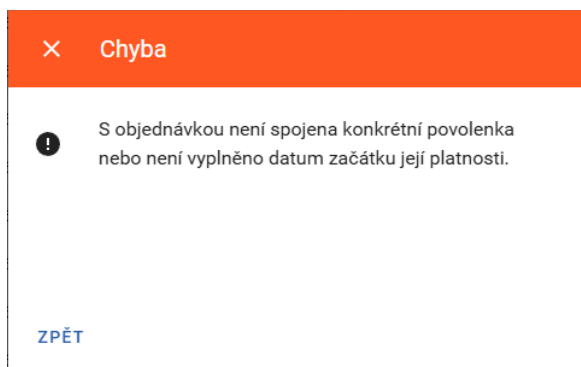 Chyba
S objednávkou není spojena konkrétní povolenka
nebo není vyplněno datum začátku její platnosti.
ZPĚT